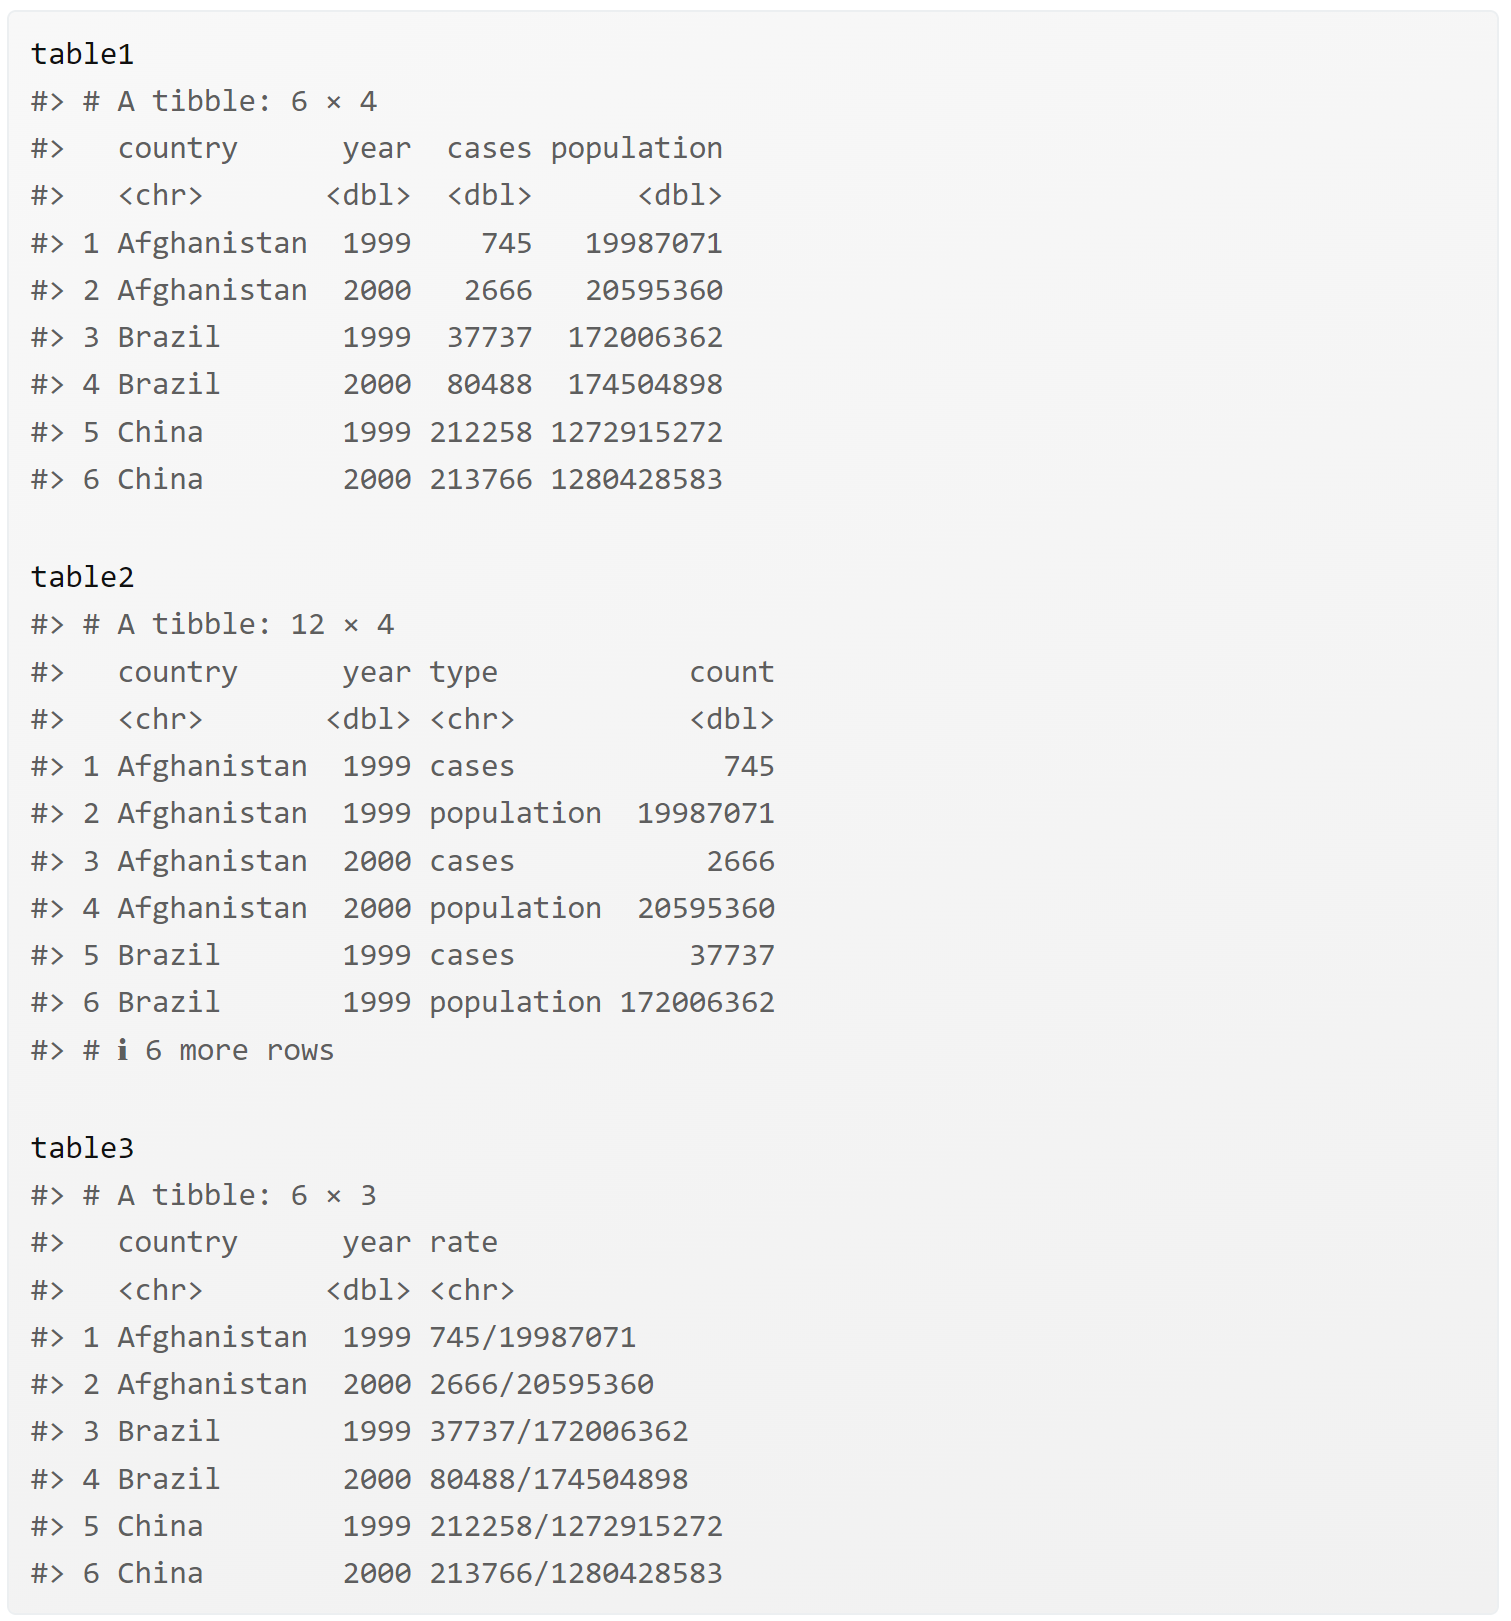 table1
#> # A tibble: 6 × 4
#>   country      year  cases population
#>   <chr>       <dbl>  <dbl>      <dbl>
#> 1 Afghanistan  1999    745   19987071
#> 2 Afghanistan  2000   2666   20595360
#> 3 Brazil       1999  37737  172006362
#> 4 Brazil       2000  80488  174504898
#> 5 China        1999 212258 1272915272
#> 6 China        2000 213766 1280428583
table2
#> # A tibble: 12 × 4
#>   country      year type           count
#>   <chr>       <dbl> <chr>          <dbl>
#> 1 Afghanistan  1999 cases            745
#> 2 Afghanistan  1999 population  19987071
#> 3 Afghanistan  2000 cases           2666
#> 4 Afghanistan  2000 population  20595360
#> 5 Brazil       1999 cases          37737
#> 6 Brazil       1999 population 172006362
#> # ℹ 6 more rows
table3
#> # A tibble: 6 × 3
#>   country      year rate
#>   <chr>       <dbl> <chr>
#> 1 Afghanistan  1999 745/19987071
#> 2 Afghanistan  2000 2666/20595360
#> 3 Brazil       1999 37737/172006362
#> 4 Brazil       2000 80488/174504898
#> 5 China        1999 212258/1272915272
#> 6 China        2000 213766/1280428583